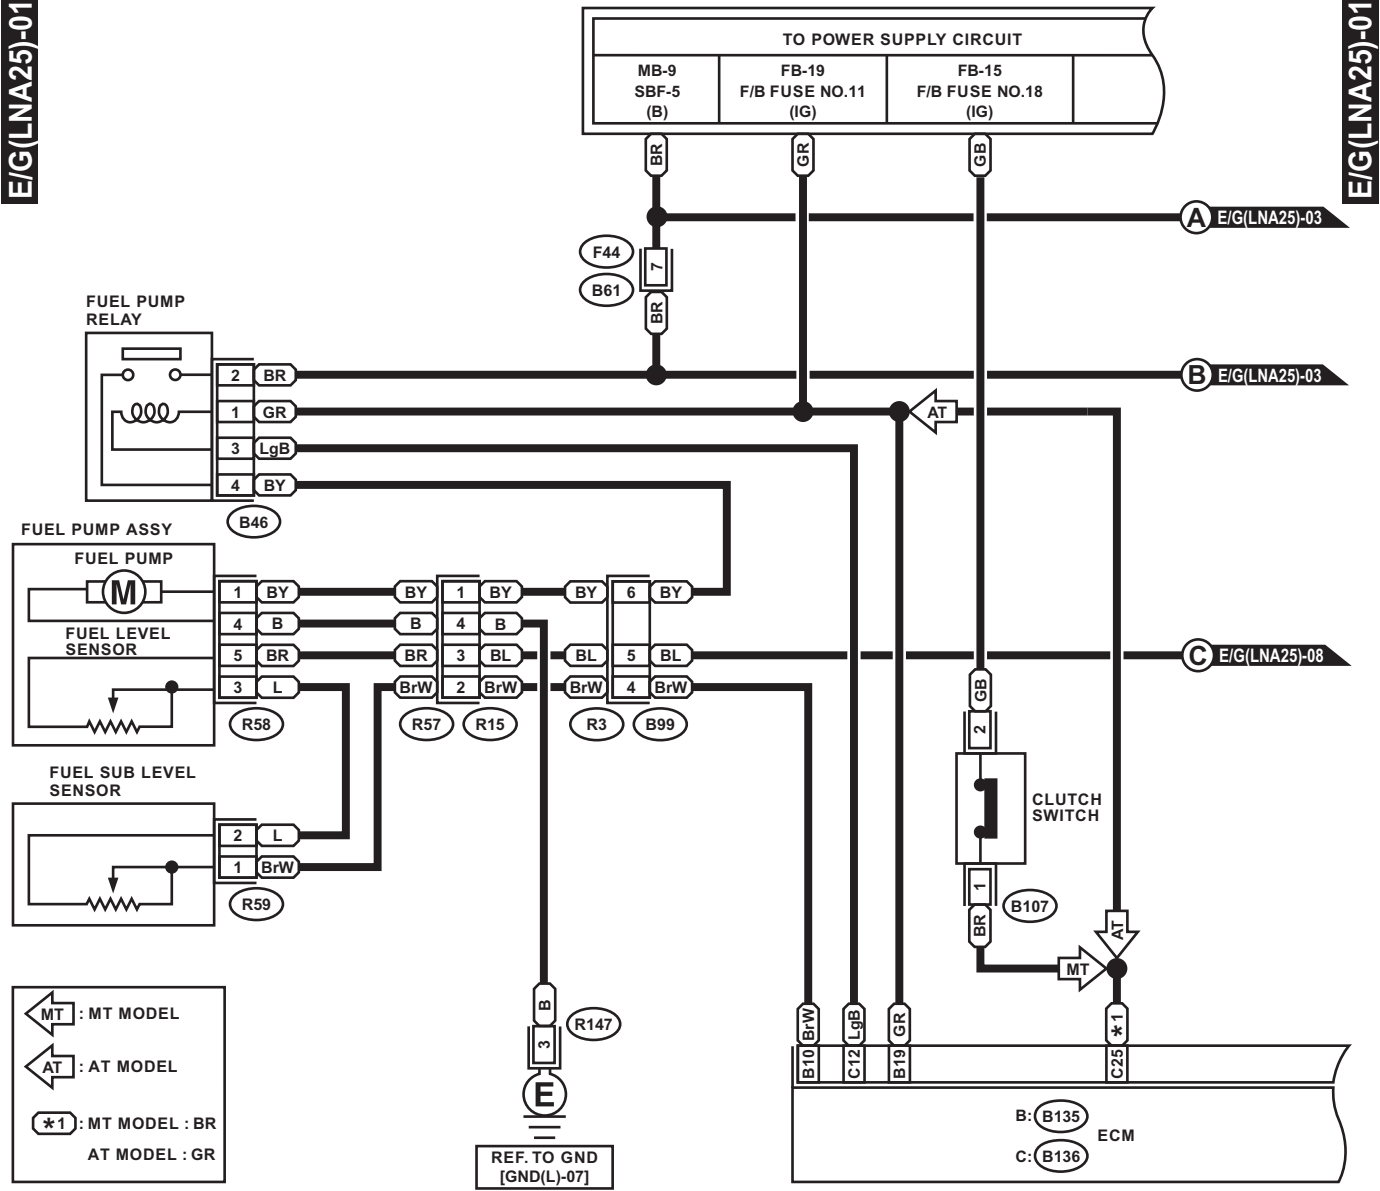 E/G(LNA25)-01
E/G(LNA25)-01
TO POWER SUPPLY CIRCUIT
MB-9
SBF-5
(B)
FB-19
F/B FUSE NO.11
(IG)
FB-15
F/B FUSE NO.18
(IG)
BR
GR
GB
A E/G(LNA25)-03
F44
B61
7
BR
FUEL PUMP
RELAY
2 BR
B E/G(LNA25)-03
1 GR
AT
3 LgB
4 BY
B46
FUEL PUMP ASSY
FUEL PUMP
M
1 BY BY 1 BY BY 6 BY
4 B B 4 B
FUEL LEVEL
SENSOR
5 BR BR 3 BL BL 5 BL
C E/G(LNA25)-08
3 L BrW 2 BrW BrW 4 BrW
R58
R57
R15
R3
B99
GB
2
CLUTCH
SWITCH
1
B107
BR
FUEL SUB LEVEL
SENSOR
2 L
1 BrW
R59
AT
MT
B
3
R147
E
REF. TO GND
[GND(L)-07]
BrW
LgB
GR
*1
B10
C12
B19
C25
B: B135
ECM
C: B136
MT : MT MODEL
AT : AT MODEL
*1 : MT MODEL : BR
AT MODEL : GR